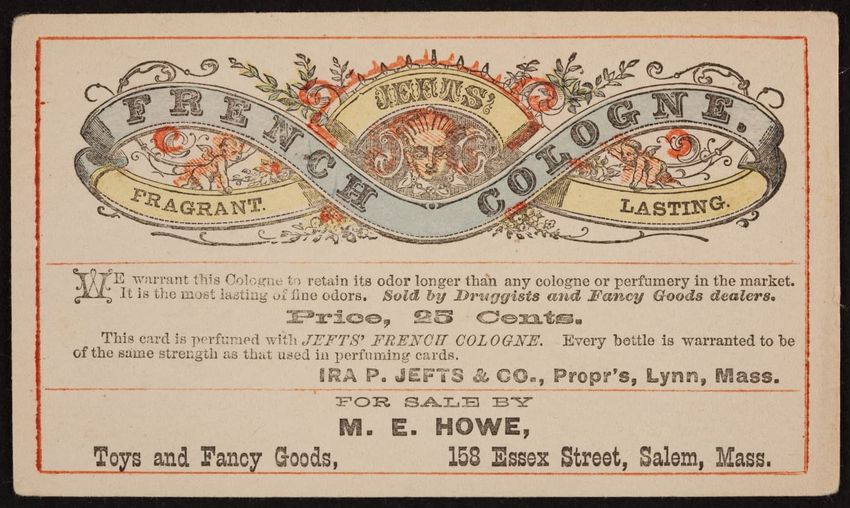 JEFTS'
FRENCH COLOGNE.
FRAGRANT. LASTING.
WE warrant this Cologne to retain its odor longer than any cologne or perfumery in the market.
It is the most lasting of fine odors. Sold by Druggists and Fancy Goods dealers.
Price, 25 Cents.
This card is perfumed with JEFTS' FRENCH COLOGNE. Every bottle is warranted to be
of the same strength as that used in perfuming cards.
IRA P. JEFTS & CO., Propr's, Lynn, Mass.
FOR SALE BY
M. E. HOWE,
Toys and Fancy Goods, 158 Essex Street, Salem, Mass.